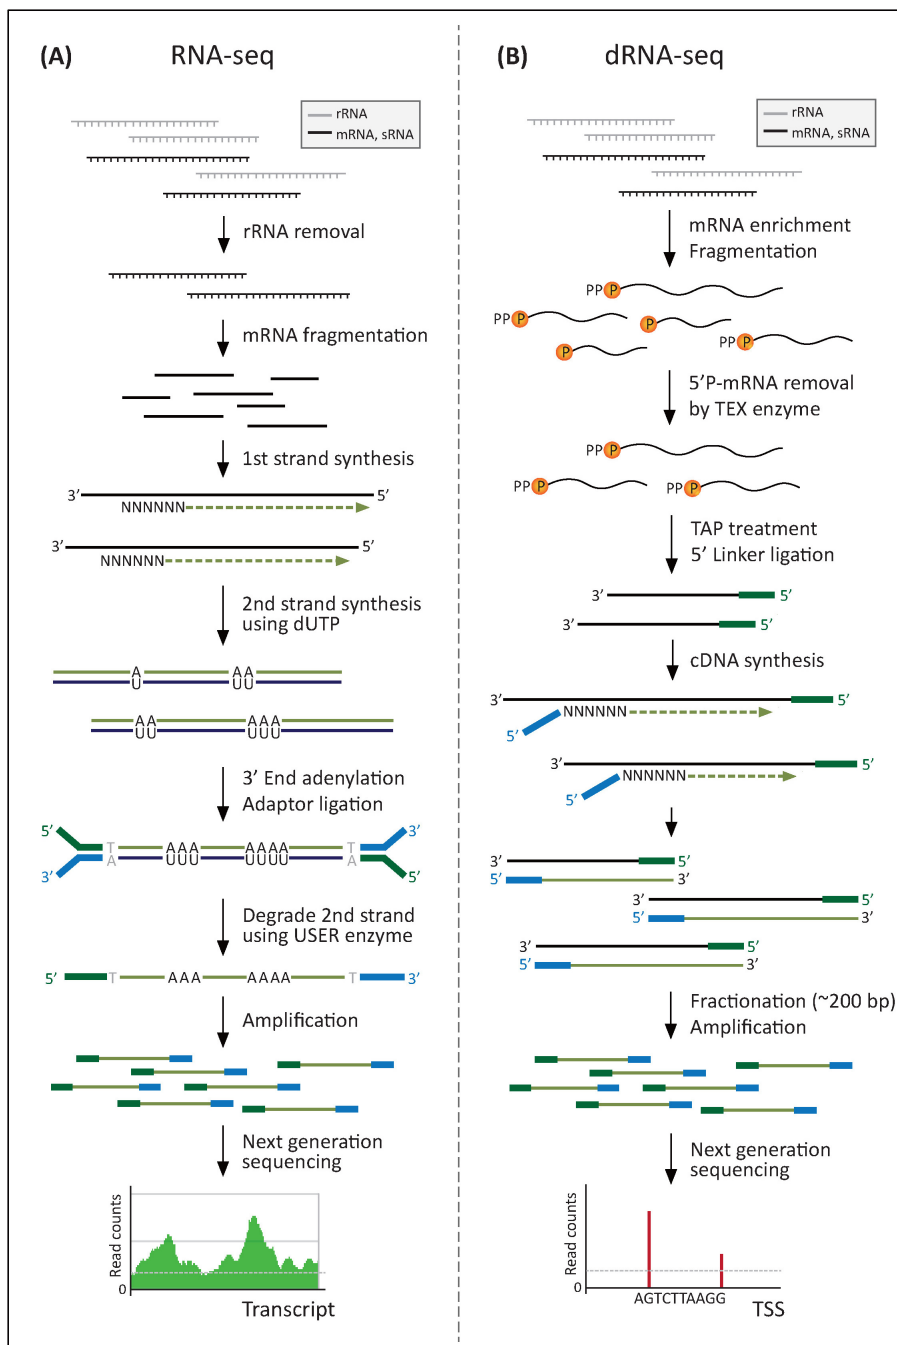 (A)
RNA-seq
rRNA
mRNA, sRNA
rRNA removal
mRNA fragmentation
1st strand synthesis
3’
5’
NNNNNN
3’
5’
NNNNNN
2nd strand synthesis
using dUTP
A AA
U UU
AA AAA
UU UUU
3’ End adenylation
Adaptor ligation
5’ 3’
T AAA AAAA T
A UUU UUUU A
3’ 5’
Degrade 2nd strand
using USER enzyme
5’ T AAA AAAA T 3’
Amplification
Next generation
sequencing
Read counts
0
Transcript
(B)
dRNA-seq
rRNA
mRNA, sRNA
mRNA enrichment
Fragmentation
PP P
PP P
P
PP P
P
5’P-mRNA removal
by TEX enzyme
PP P
PP P
PP P
TAP treatment
5’ Linker ligation
3’ 5’
3’ 5’
cDNA synthesis
3’ 5’
NNNNNN
5’
3’ 5’
NNNNNN
5’
3’ 5’
5’ 3’
3’ 5’
5’ 3’
3’ 5’
5’ 3’
Fractionation (~200 bp)
Amplification
Next generation
sequencing
Read counts
0
AGTCTTAAGG
TSS